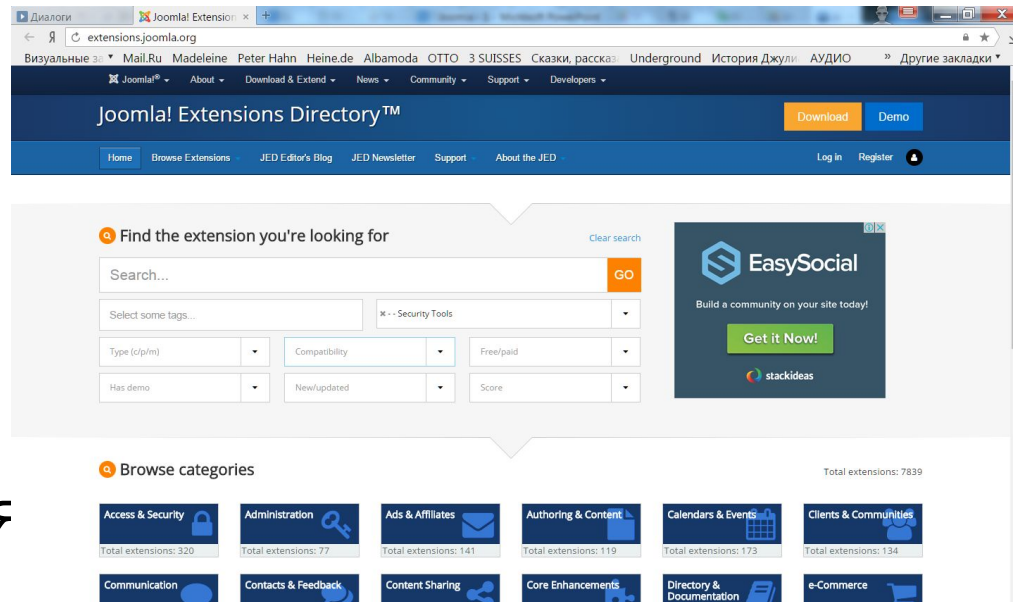 Диалоги Joomla! Extension × +
Я extensions.joomla.org
Визуальные за Mail.Ru Madeleine Peter Hahn Heine.de Albamoda OTTO 3 SUISSES Сказки, расска Underground История Джули АУДИО » Другие закладки
Joomla!® About Download & Extend News Community Support Developers
Joomla! Extensions Directory™
Download Demo
Home Browse Extensions JED Editor's Blog JED Newsletter Support About the JED Log in Register
Find the extension you're looking for
Clear search
Search...
GO
Select some tags...
× - - Security Tools
Type (c/p/m) Compatibility Free/paid
Has demo New/updated Score
EasySocial
Build a community on your site today!
Get it Now!
stackideas
Browse categories
Total extensions: 7839
Access & Security Administration Ads & Affiliates Authoring & Content Calendars & Events Clients & Communities
Total extensions: 320 Total extensions: 77 Total extensions: 141 Total extensions: 119 Total extensions: 173 Total extensions: 134
Communication Contacts & Feedback Content Sharing Core Enhancements Directory & Documentation e-Commerce